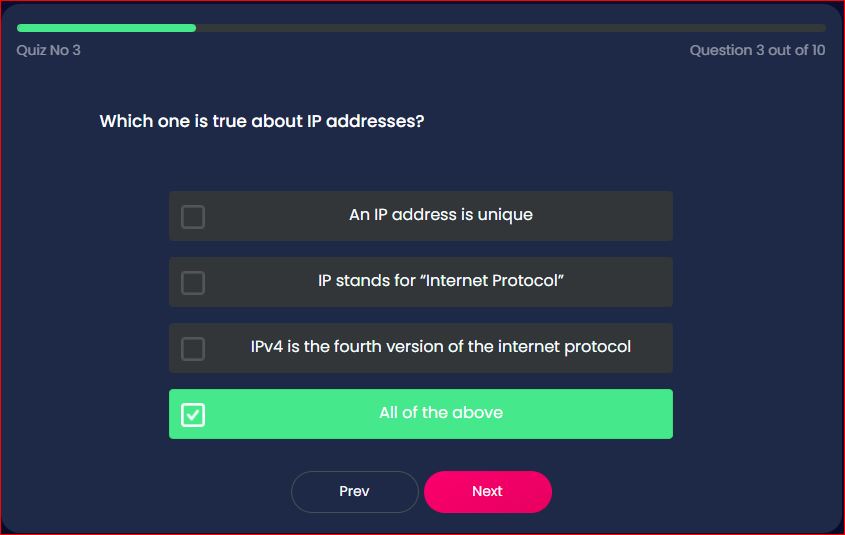 Quiz No 3
Question 3 out of 10
Which one is true about IP addresses?
An IP address is unique
IP stands for “Internet Protocol”
IPv4 is the fourth version of the internet protocol
All of the above
Prev
Next